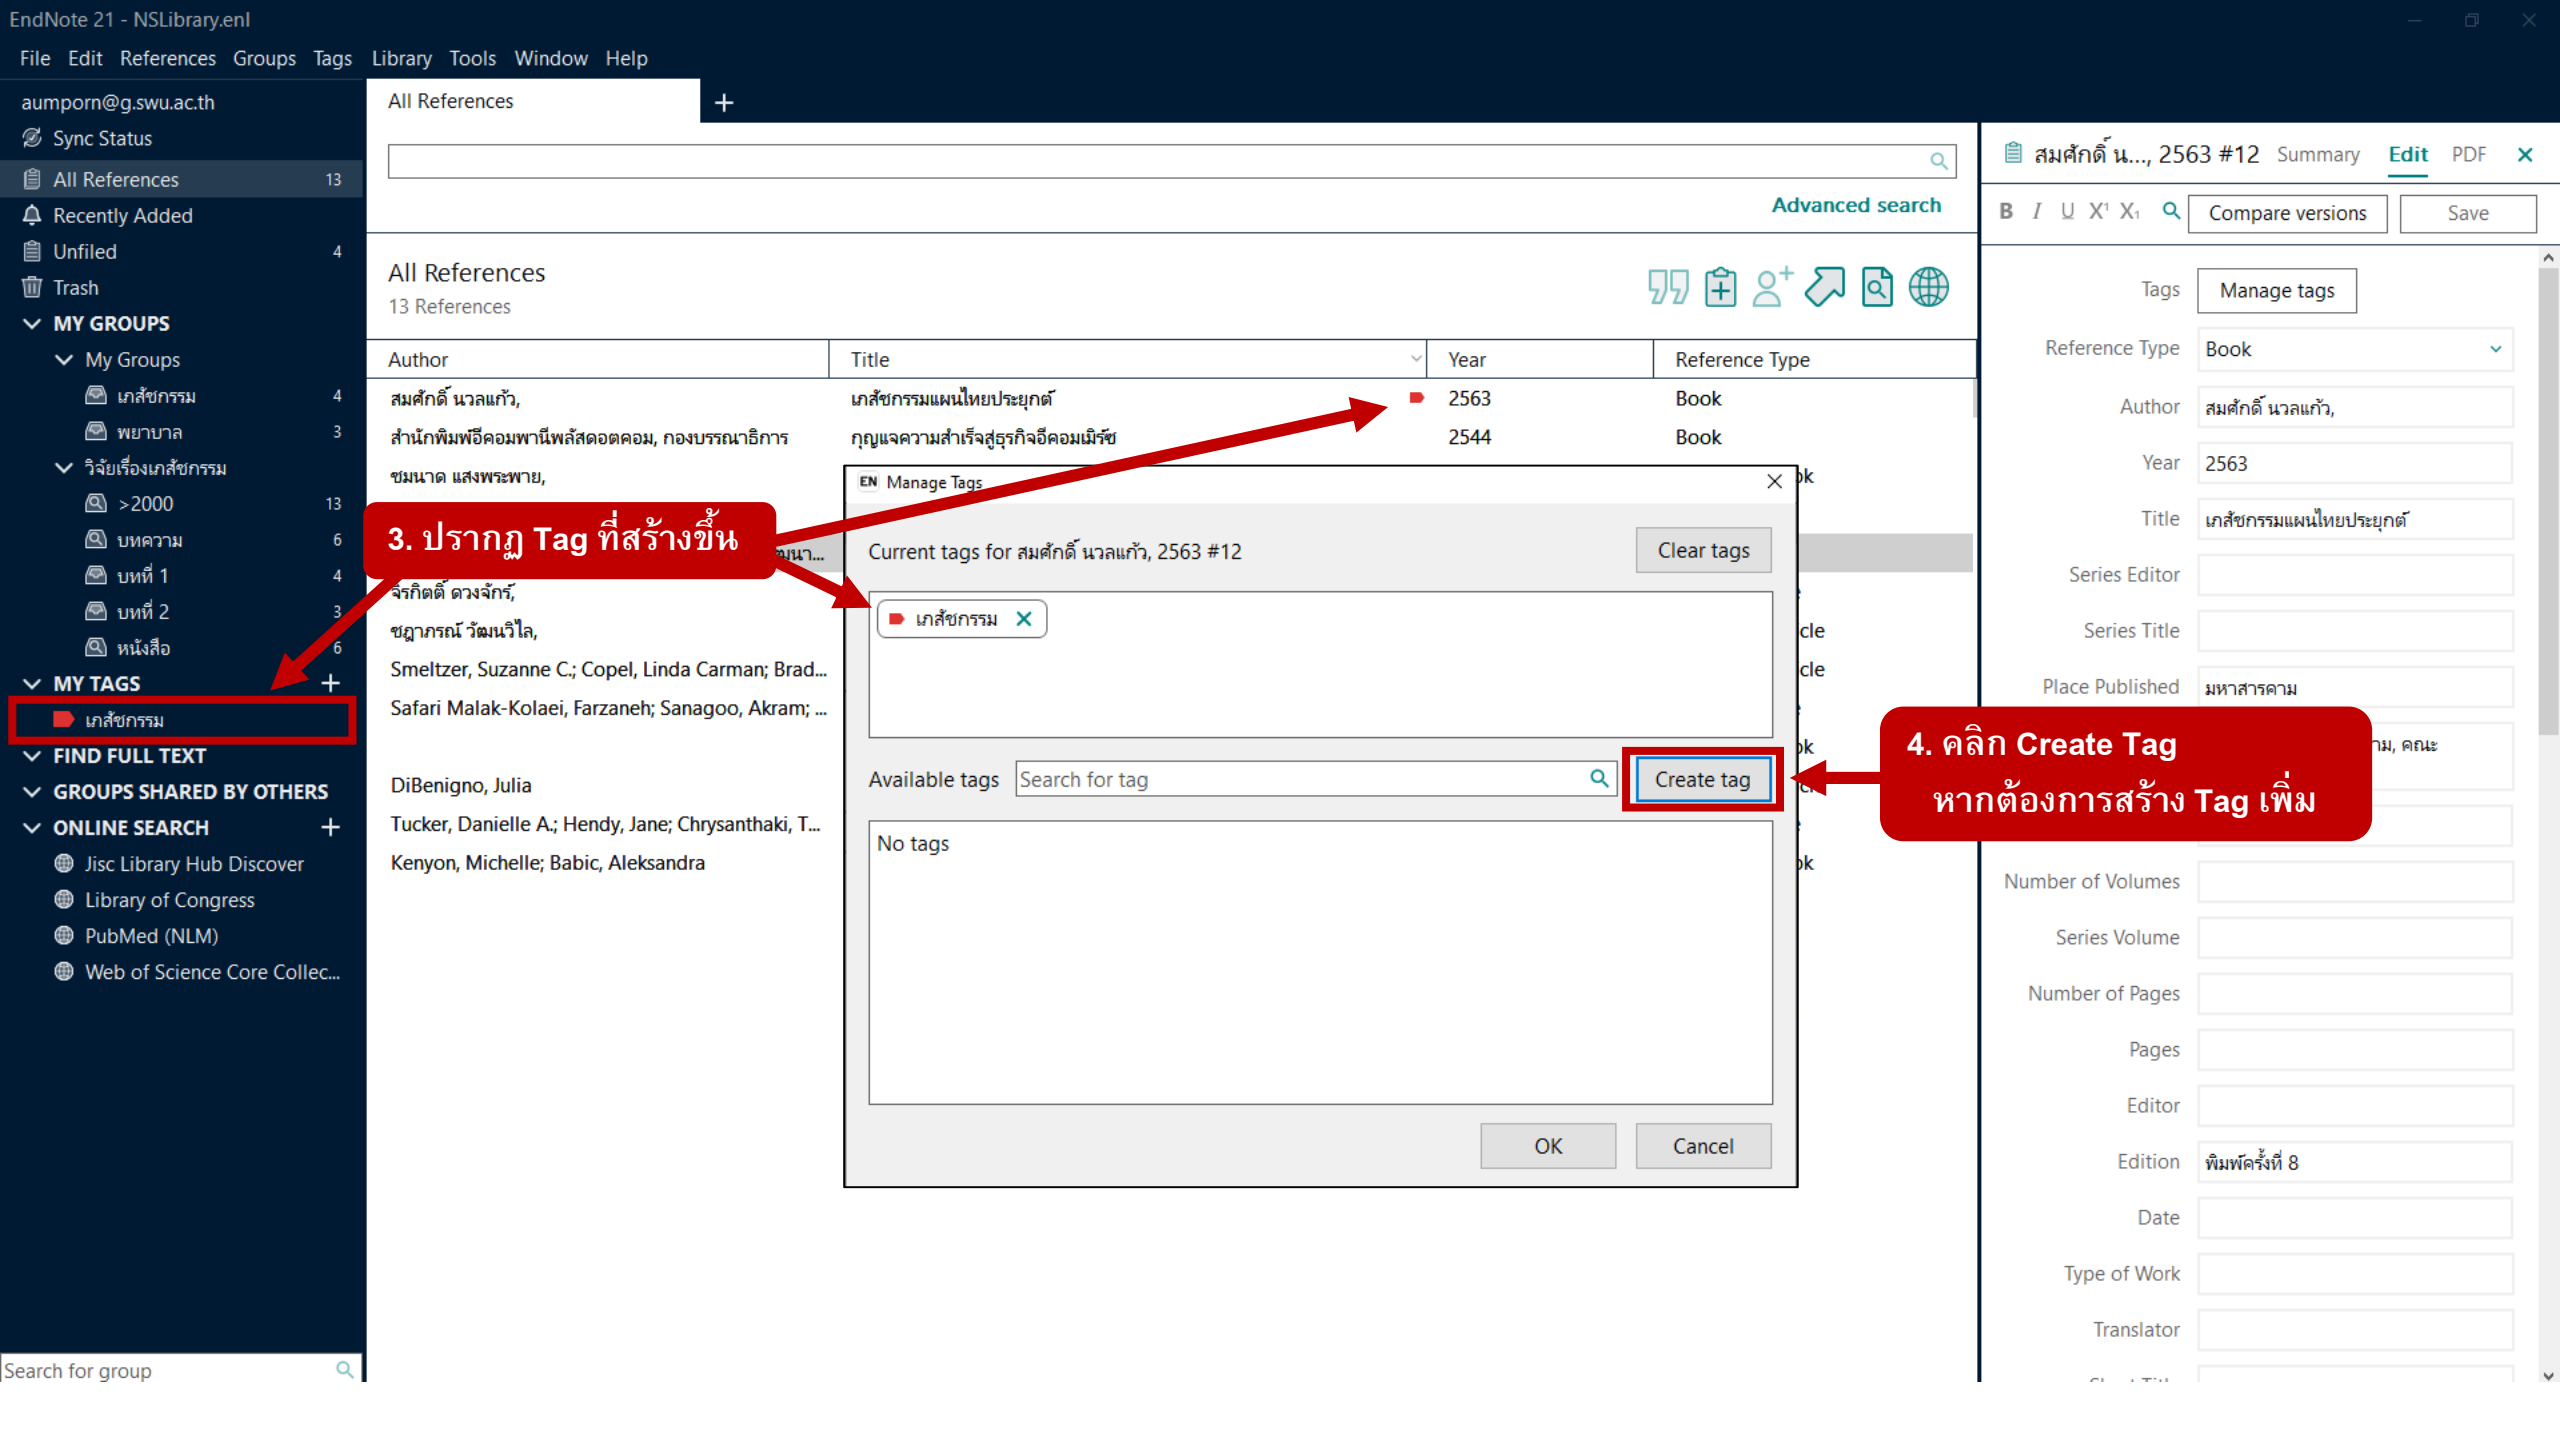 EndNote 21 - NSLibrary.enl
File Edit References Groups Tags Library Tools Window Help
aumporn@g.swu.ac.th
Sync Status
All References 13
Recently Added
Unfiled 4
Trash
MY GROUPS
My Groups
เภสัชกรรม 4
พยาบาล 3
วิจัยเรื่องเภสัชกรรม
>2000 13
บทความ 6
บทที่ 1 4
บทที่ 2 3
หนังสือ 6
MY TAGS +
เภสัชกรรม
FIND FULL TEXT
GROUPS SHARED BY OTHERS
ONLINE SEARCH +
Jisc Library Hub Discover
Library of Congress
PubMed (NLM)
Web of Science Core Collec...
Search for group
All References +
Advanced search
All References
13 References
Author Title Year Reference Type
สมศักดิ์ นวลแก้ว, เภสัชกรรมแผนไทยประยุกต์ 2563 Book
สำนักพิมพ์อีคอมพานีพลัสดอตคอม, กองบรรณาธิการ กุญแจความสำเร็จสู่ธุรกิจอีคอมเมิร์ซ 2544 Book
ชมนาด แสงพระพาย,
3. ปรากฏ Tag ที่สร้างขึ้น
จิรกิตติ์ ดวงจักร์,
ชฎาภรณ์ วัฒนวิไล,
Smeltzer, Suzanne C.; Copel, Linda Carman; Brad...
Safari Malak-Kolaei, Farzaneh; Sanagoo, Akram; ...
DiBenigno, Julia
Tucker, Danielle A.; Hendy, Jane; Chrysanthaki, T...
Kenyon, Michelle; Babic, Aleksandra
EN Manage Tags
Current tags for สมศักดิ์ นวลแก้ว, 2563 #12 Clear tags
เภสัชกรรม
Available tags Search for tag Create tag
No tags
OK Cancel
4. คลิก Create Tag
หากต้องการสร้าง Tag เพิ่ม
สมศักดิ์ น..., 2563 #12 Summary Edit PDF
B I U X¹ X₁ Compare versions Save
Tags Manage tags
Reference Type Book
Author สมศักดิ์ นวลแก้ว,
Year 2563
Title เภสัชกรรมแผนไทยประยุกต์
Series Editor
Series Title
Place Published มหาสารคาม
คณะ
Number of Volumes
Series Volume
Number of Pages
Pages
Editor
Edition พิมพ์ครั้งที่ 8
Date
Type of Work
Translator